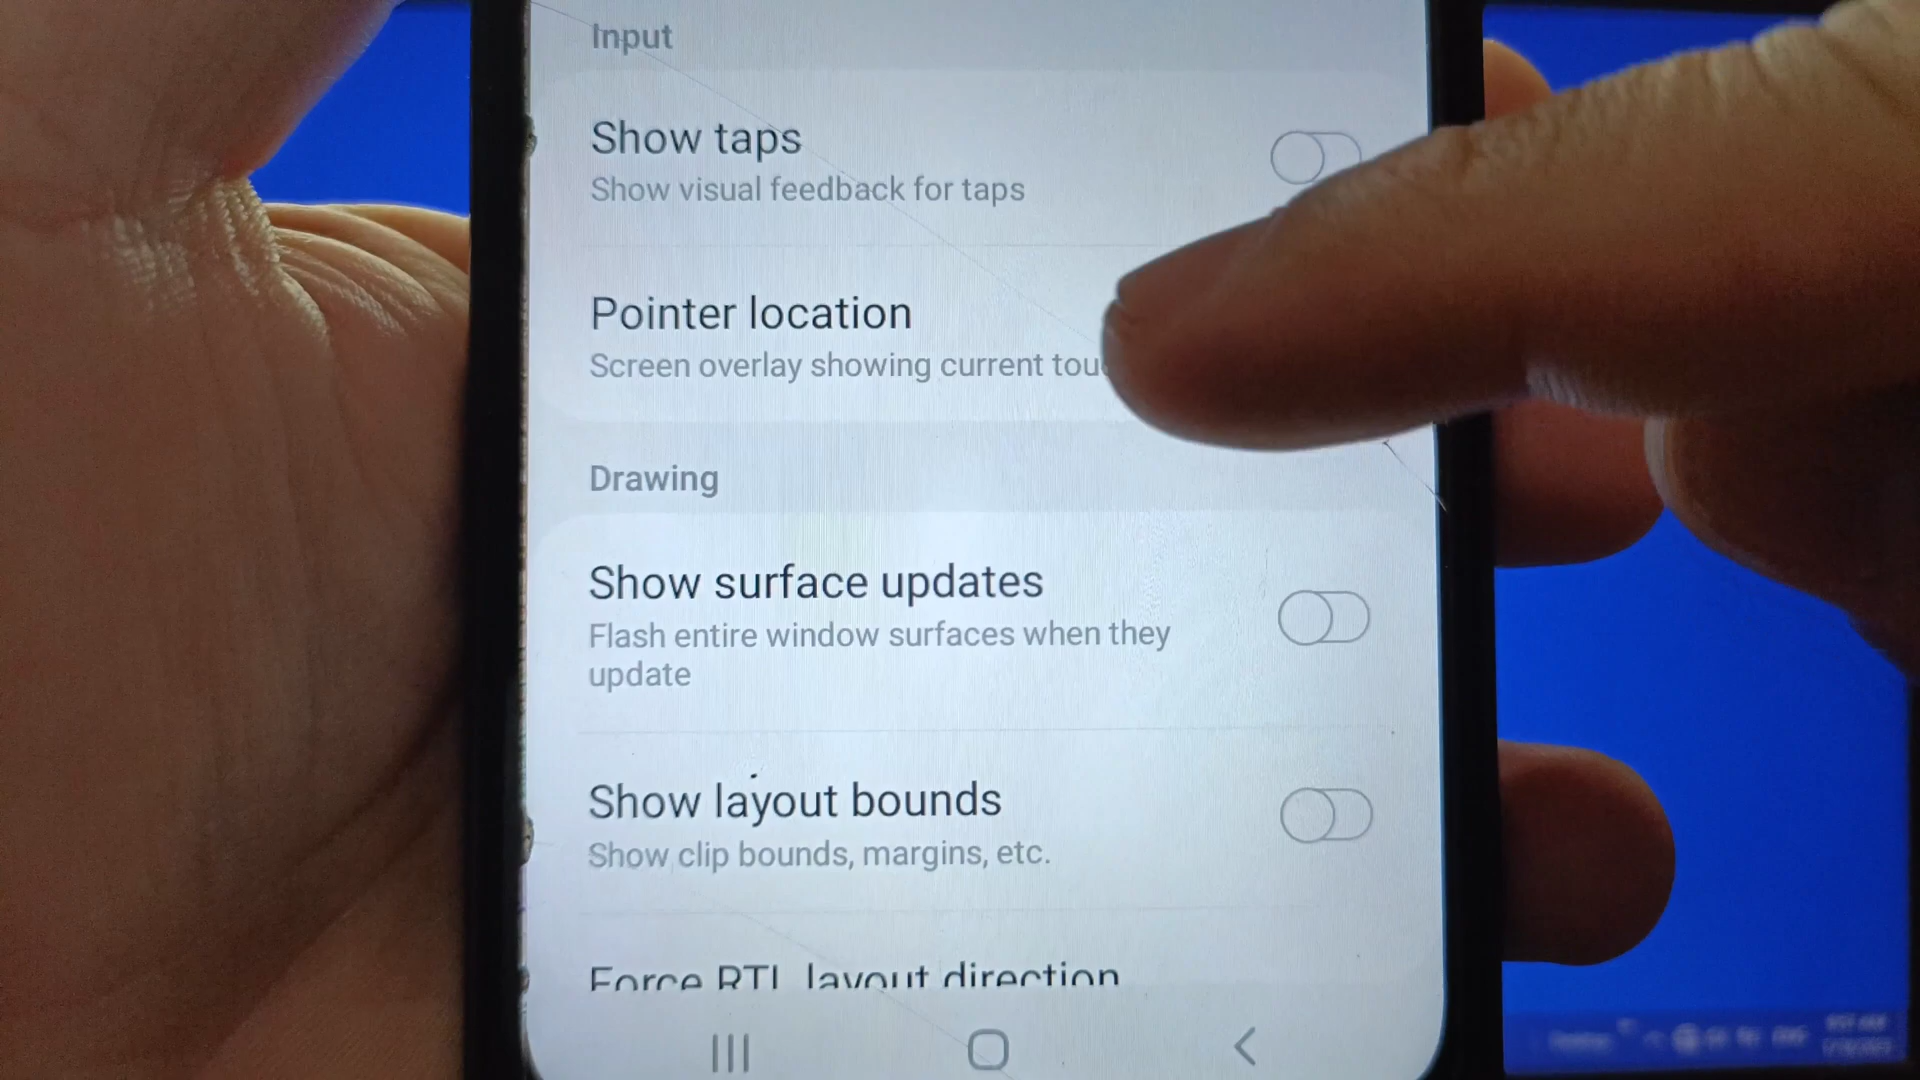 Input
Show taps
Show visual feedback for taps
Pointer location
Screen overlay showing current
Drawing
Show surface updates
Flash entire window surfaces when they
update
Show layout bounds
Show clip bounds, margins, etc.
Force RTL layout direction